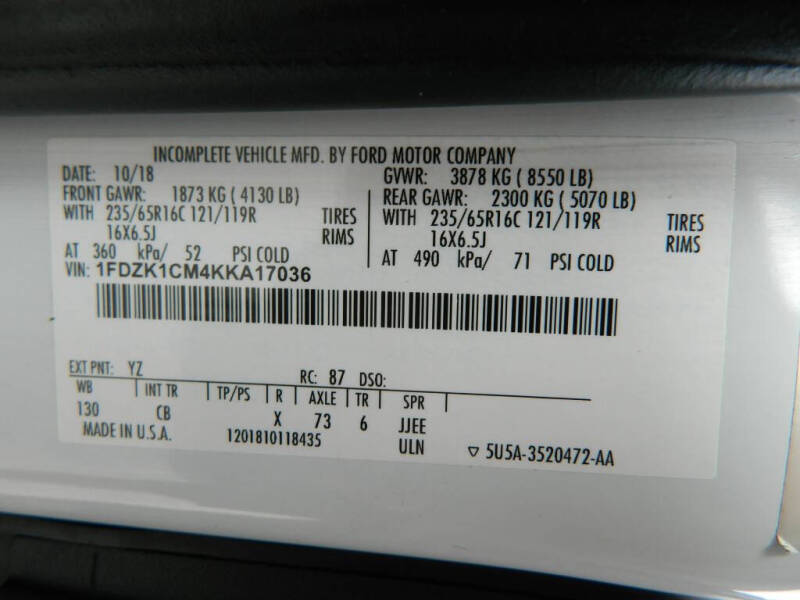 INCOMPLETE VEHICLE MFD. BY FORD MOTOR COMPANY
DATE: 10/18 GVWR: 3878 KG ( 8550 LB)
FRONT GAWR: 1873 KG ( 4130 LB) REAR GAWR: 2300 KG ( 5070 LB)
WITH 235/65R16C 121/119R TIRES WITH 235/65R16C 121/119R TIRES
16X6.5J RIMS 16X6.5J RIMS
AT 360 kPa/ 52 PSI COLD AT 490 kPa/ 71 PSI COLD
VIN: 1FDZK1CM4KKA17036
EXT PNT: YZ RC: 87 DSO:
WB INT TR TP/PS R AXLE TR SPR
130 CB X 73 6 JJEE
MADE IN U.S.A. 1201810118435 ULN ▽ 5U5A-3520472-AA